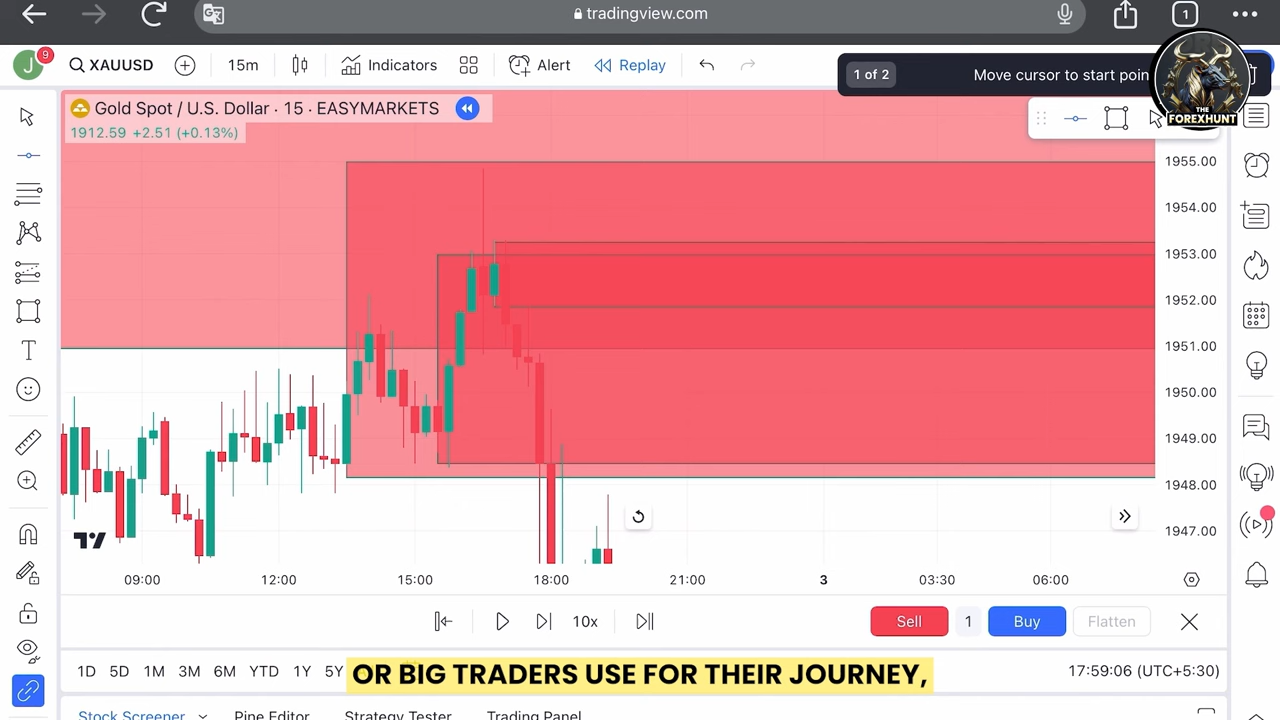 tradingview.com
1
J
9
XAUUSD
15m
Indicators
Alert
Replay
1 of 2
Move cursor to start poin
THE
FOREXHUNT
Gold Spot / U.S. Dollar · 15 · EASYMARKETS
1912.59 +2.51 (+0.13%)
1955.00
1954.00
1953.00
1952.00
1951.00
1950.00
1949.00
1948.00
1947.00
09:00
12:00
15:00
18:00
21:00
3
03:30
06:00
10x
Sell
1
Buy
Flatten
1D
5D
1M
3M
6M
YTD
1Y
5Y
OR BIG TRADERS USE FOR THEIR JOURNEY,
17:59:06 (UTC+5:30)
Stock Screener
Pine Editor
Strategy Tester
Trading Panel